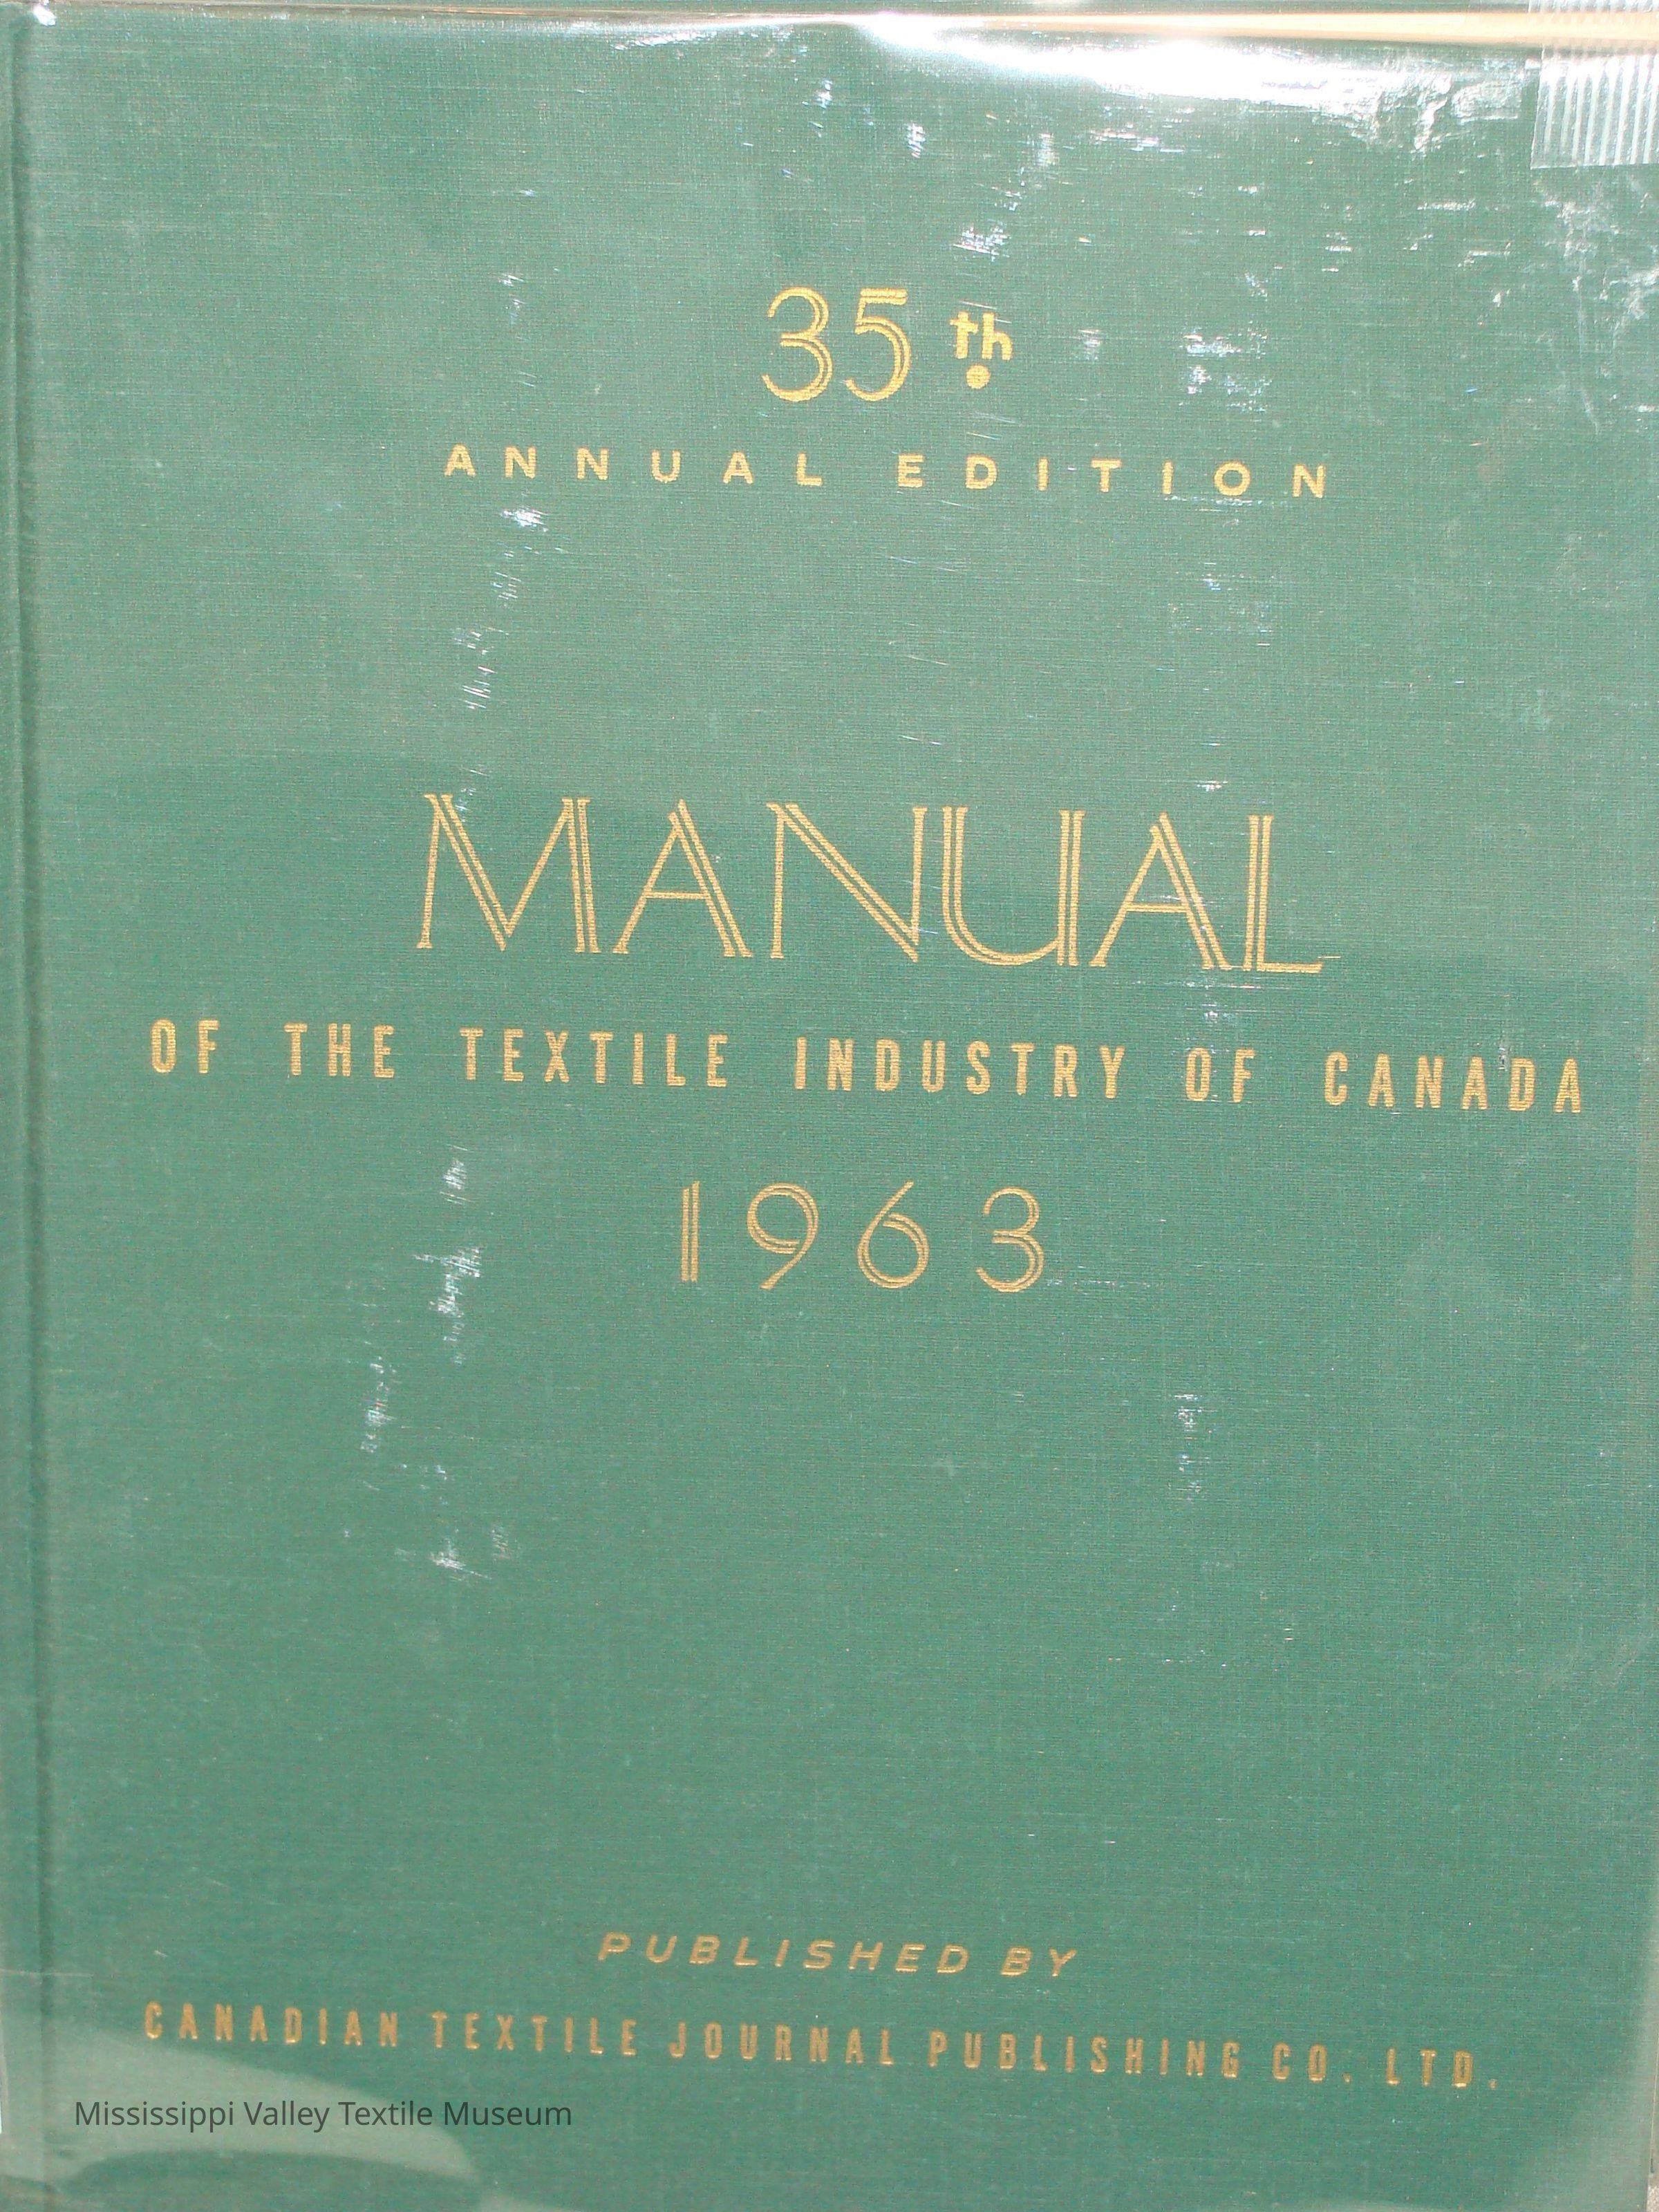 35th
ANNUAL EDITION
MANUAL
OF THE TEXTILE INDUSTRY OF CANADA
1963
PUBLISHED BY
CANADIAN TEXTILE JOURNAL PUBLISHING CO. LTD.
Mississippi Valley Textile Museum